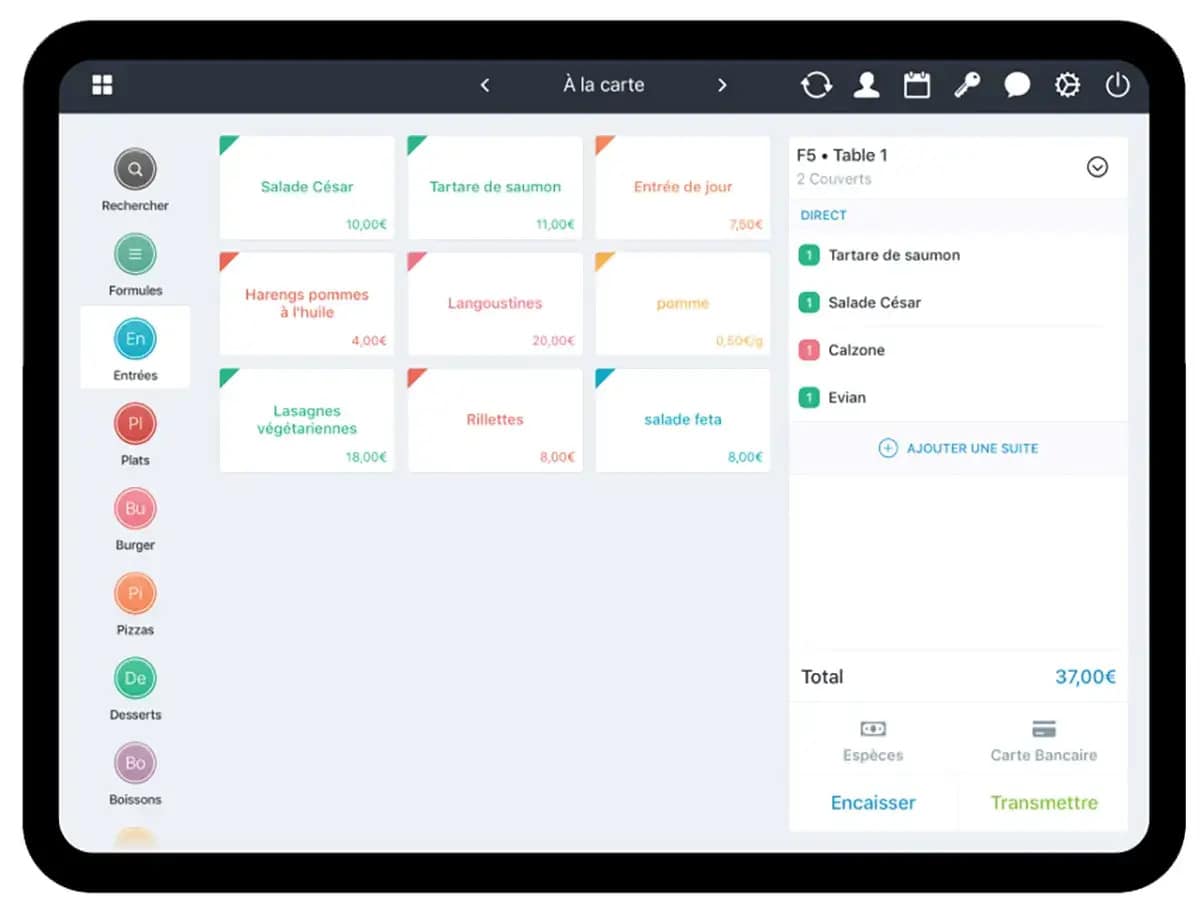 À la carte
Rechercher
Formules
En
Entrées
Pl
Plats
Bu
Burger
Pi
Pizzas
De
Desserts
Bo
Boissons
Salade César
10,00€
Tartare de saumon
11,00€
Entrée de jour
7,50€
Harengs pommes
à l'huile
4,00€
Langoustines
20,00€
pomme
0,50€/g
Lasagnes
végétariennes
18,00€
Rillettes
8,00€
salade feta
8,00€
F5 • Table 1
2 Couverts
DIRECT
1 Tartare de saumon
1 Salade César
1 Calzone
1 Evian
AJOUTER UNE SUITE
Total 37,00€
Espèces Carte Bancaire
Encaisser Transmettre